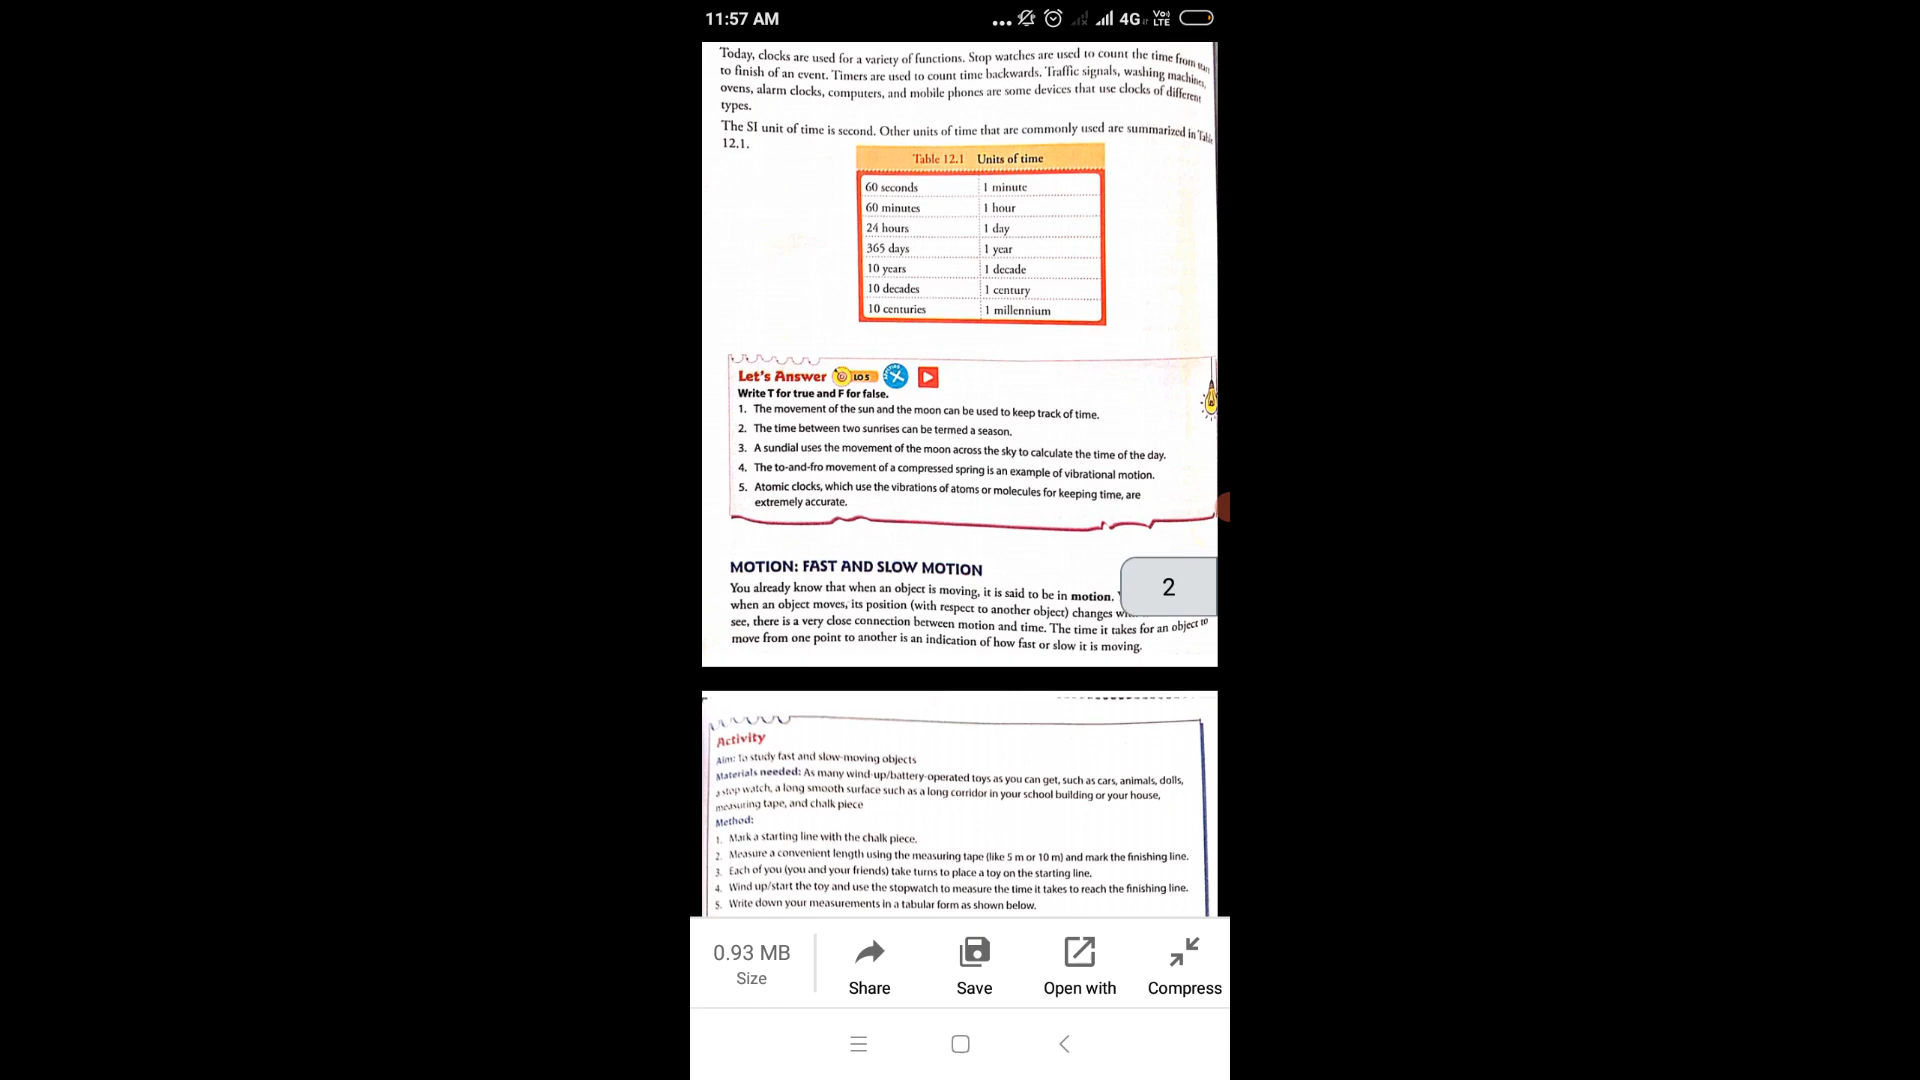 11:57 AM
4G Vo) LTE
Today, clocks are used for a variety of functions. Stop watches are used to count the time from start
to finish of an event. Timers are used to count time backwards. Traffic signals, washing machines,
ovens, alarm clocks, computers, and mobile phones are some devices that use clocks of different
types.
The SI unit of time is second. Other units of time that are commonly used are summarized in Table
12.1.
Table 12.1 Units of time
60 seconds 1 minute
60 minutes 1 hour
24 hours 1 day
365 days 1 year
10 years 1 decade
10 decades 1 century
10 centuries 1 millennium
Let's Answer LO 5
Write T for true and F for false.
1. The movement of the sun and the moon can be used to keep track of time.
2. The time between two sunrises can be termed a season.
3. A sundial uses the movement of the moon across the sky to calculate the time of the day.
4. The to-and-fro movement of a compressed spring is an example of vibrational motion.
5. Atomic clocks, which use the vibrations of atoms or molecules for keeping time, are
extremely accurate.
MOTION: FAST AND SLOW MOTION
You already know that when an object is moving, it is said to be in motion.
when an object moves, its position (with respect to another object) changes
see, there is a very close connection between motion and time. The time it takes for an object to
move from one point to another is an indication of how fast or slow it is moving.
2
Activity
Aim: To study fast and slow-moving objects
Materials needed: As many wind-up/battery-operated toys as you can get, such as cars, animals, dolls,
a stop watch, a long smooth surface such as a long corridor in your school building or your house,
measuring tape, and chalk piece
Method:
1. Mark a starting line with the chalk piece.
2. Measure a convenient length using the measuring tape (like 5 m or 10 m) and mark the finishing line.
3. Each of you (you and your friends) take turns to place a toy on the starting line.
4. Wind up/start the toy and use the stopwatch to measure the time it takes to reach the finishing line.
5. Write down your measurements in a tabular form as shown below.
0.93 MB
Size
Share
Save
Open with
Compress